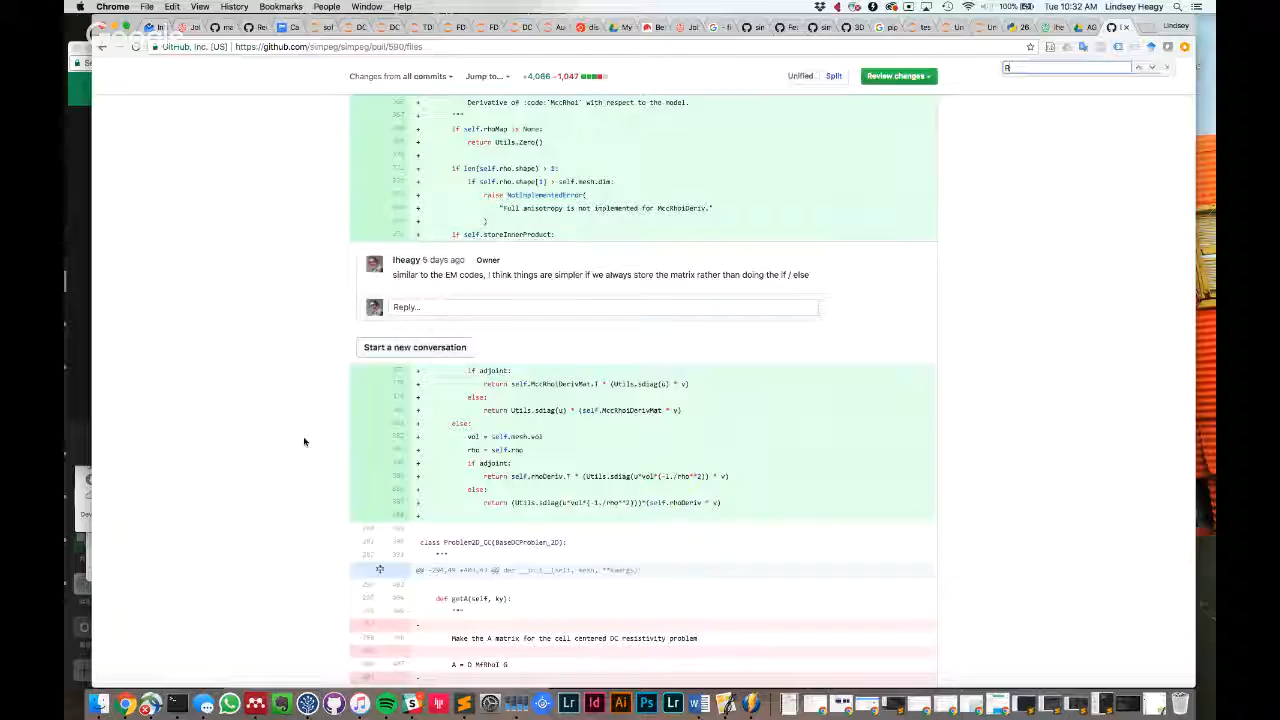 Chrome File Edit View History Bookmarks People Window Help
100% Tue 10:32 AM Lindsey Heagy
GitHub, Inc. [US] https://github.com/simpeg/simpeg/pull/590/files
Lindsey
Changes from all commits Jump to... +4,066 −1,047 Unified Split Review changes
Derivative of :code:`MccRhoI` with respect to the model.
"""
if self.rhoMap is None:
return Utils.Zero()
if len(self.rho.shape) > 1:
if self.rho.shape[1] > self.mesh.dim:
raise NotImplementedError(
"Full anisotropy is not implemented for MccRhoiDeriv."
)
if self.storeInnerProduct:
lheagy 5 days ago Owner
similar to the EM codes, I think things are simpler if we always store the matrix rather than doing the if / else
Reply...
Start a new conversation
if adjoint:
return self.MccRhoiDerivMat.T * (Utils.sdiag(u) * v)
else:
return Utils.sdiag(u) * (self.MccRhoiDerivMat * v)
else:
vol = self.mesh.vol
rho = self.rho
if adjoint:
return self.rhoDeriv.T * (Utils.sdiag(u*vol*(-1./rho**2)) * v)
else:
return (Utils.sdiag(u*vol*(-1./rho**2)))*(self.rhoDeriv * v)
class Problem2D_CC(BaseDCProblem_2D):
"""
def getA(self, ky):
"""
Make the A matrix for the cell centered DC resistivity problem
A = D MfRhoI G